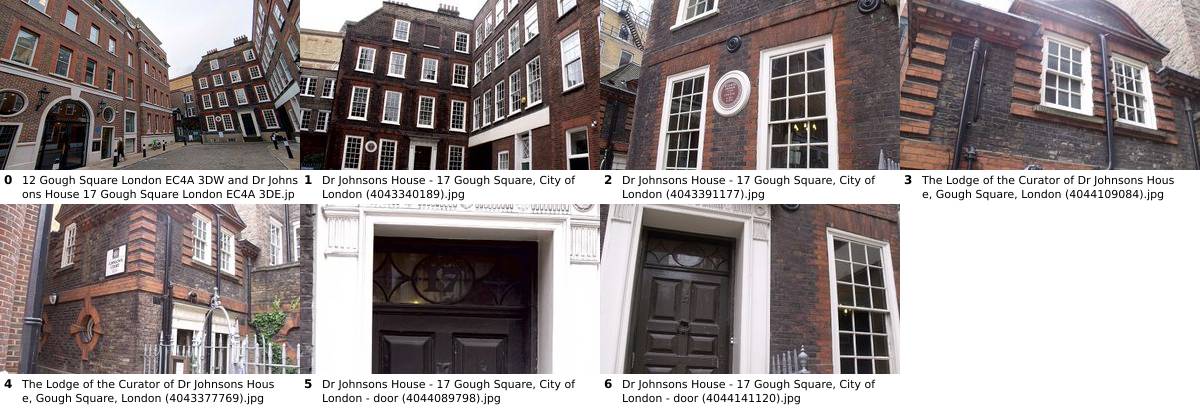 0 12 Gough Square London EC4A 3DW and Dr Johns
ons House 17 Gough Square London EC4A 3DE.jp
1 Dr Johnsons House - 17 Gough Square, City of
London (4043340189).jpg
2 Dr Johnsons House - 17 Gough Square, City of
London (4043391177).jpg
3 The Lodge of the Curator of Dr Johnsons Hous
e, Gough Square, London (4044109084).jpg
4 The Lodge of the Curator of Dr Johnsons Hous
e, Gough Square, London (4043377769).jpg
5 Dr Johnsons House - 17 Gough Square, City of
London - door (4044089798).jpg
6 Dr Johnsons House - 17 Gough Square, City of
London - door (4044141120).jpg
17